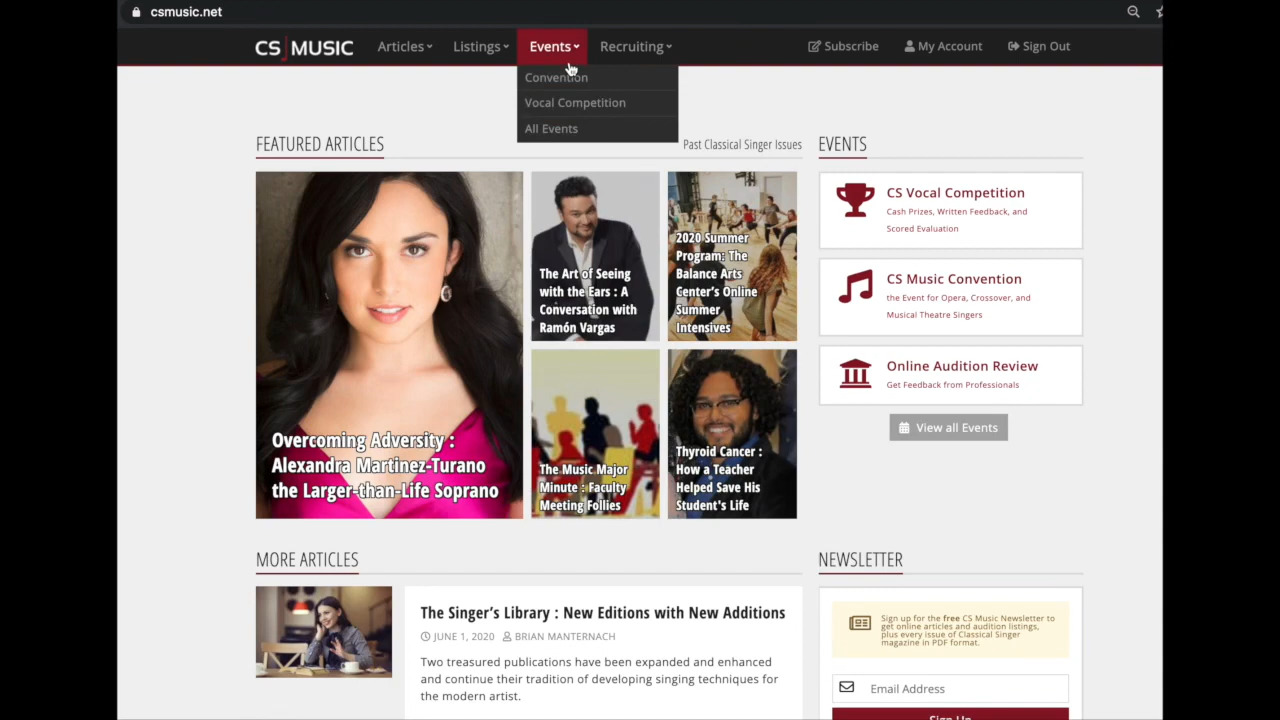 csmusic.net
CS MUSIC
Articles
Listings
Events
Recruiting
Subscribe
My Account
Sign Out
Convention
Vocal Competition
All Events
FEATURED ARTICLES
Past Classical Singer Issues
Overcoming Adversity :
Alexandra Martinez-Turano
the Larger-than-Life Soprano
The Art of Seeing
with the Ears : A
Conversation with
Ramón Vargas
2020 Summer
Program: The
Balance Arts
Center's Online
Summer
Intensives
The Music Major
Minute : Faculty
Meeting Follies
Thyroid Cancer :
How a Teacher
Helped Save His
Student's Life
EVENTS
CS Vocal Competition
Cash Prizes, Written Feedback, and
Scored Evaluation
CS Music Convention
the Event for Opera, Crossover, and
Musical Theatre Singers
Online Audition Review
Get Feedback from Professionals
View all Events
MORE ARTICLES
The Singer's Library : New Editions with New Additions
JUNE 1, 2020 BRIAN MANTERNACH
Two treasured publications have been expanded and enhanced
and continue their tradition of developing singing techniques for
the modern artist.
NEWSLETTER
Sign up for the free CS Music Newsletter to
get online articles and audition listings,
plus every issue of Classical Singer
magazine in PDF format.
Email Address
Sign Up